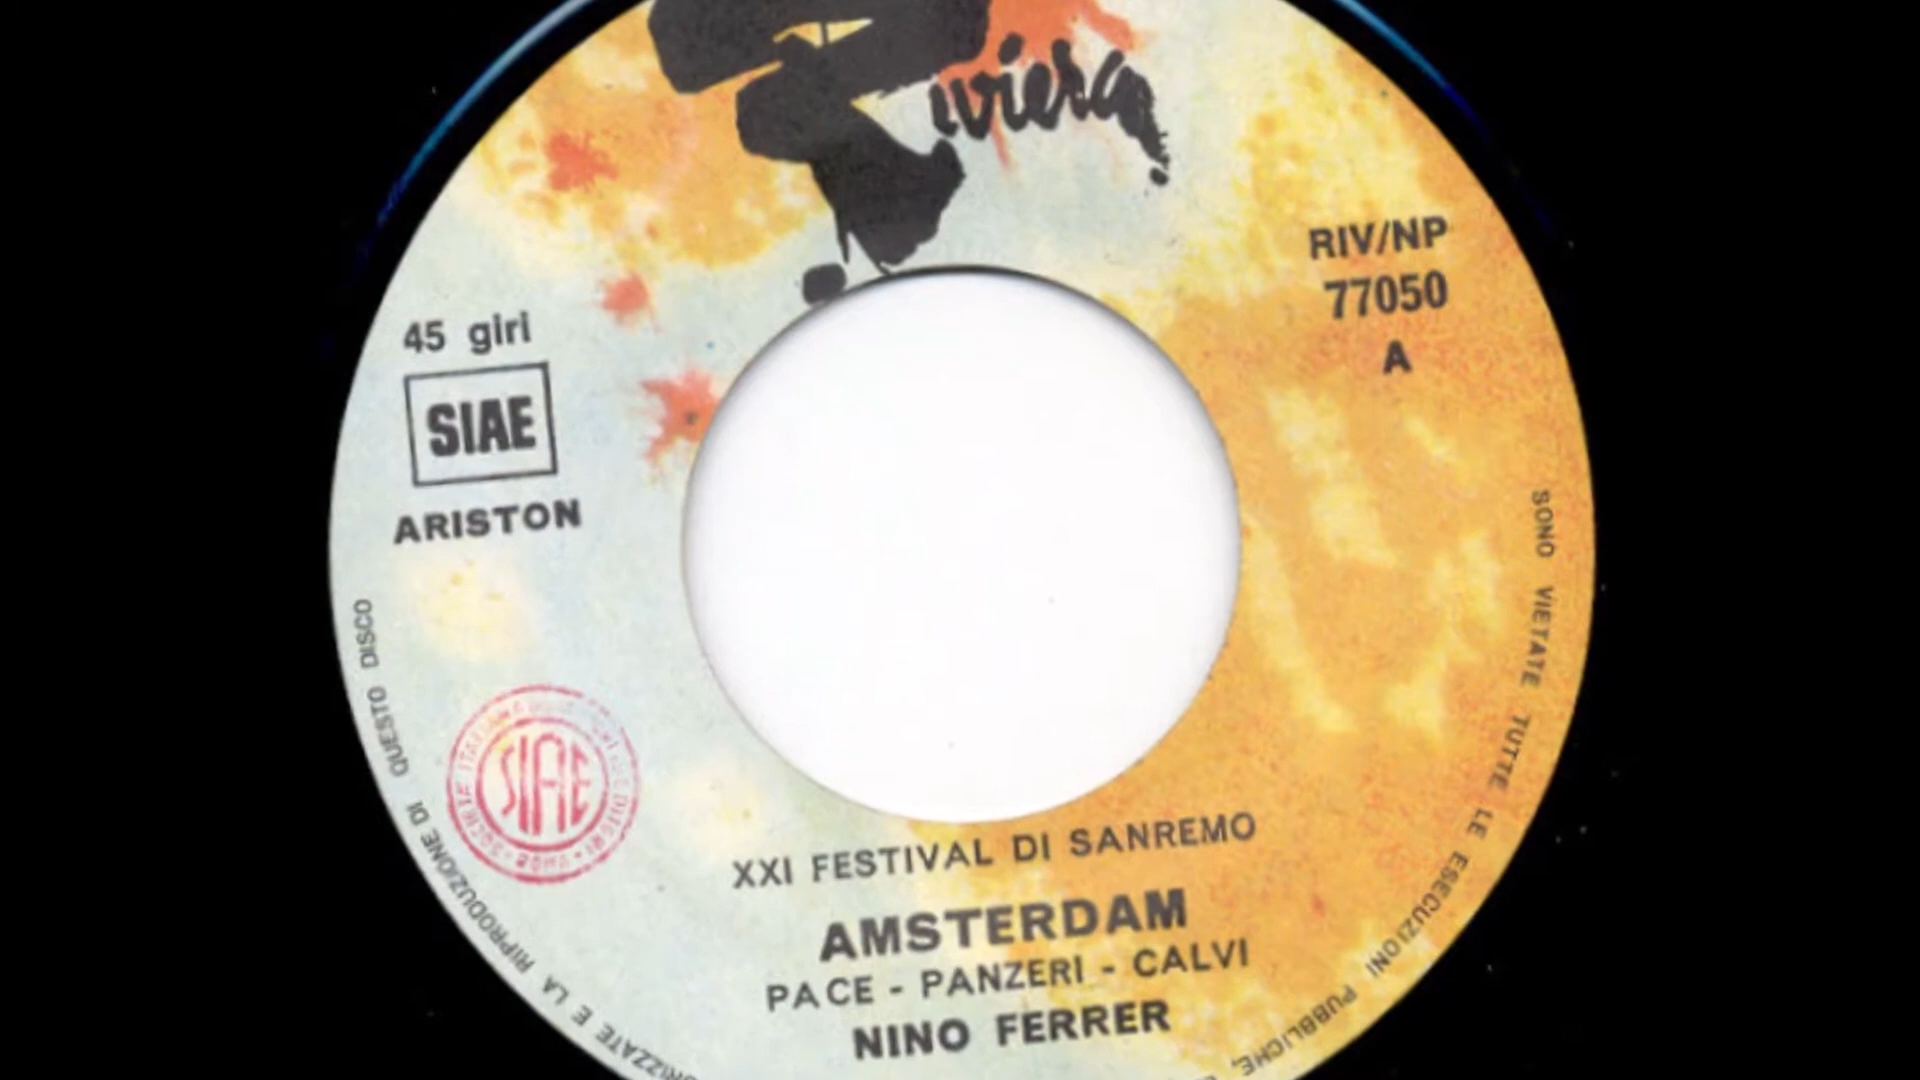 Riviera
RIV/NP
77050
A
45 giri
SIAE
ARISTON
SIAE
XXI FESTIVAL DI SANREMO
AMSTERDAM
PACE - PANZERI - CALVI
NINO FERRER
SONO VIETATE TUTTE LE ESECUZIONI PUBBLICHE,
E LA RIPRODUZIONE DI QUESTO DISCO